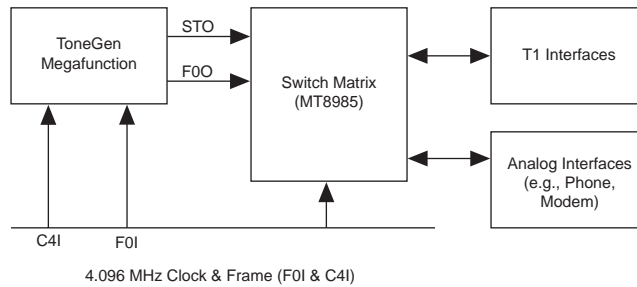 ToneGen
Megafunction
STO
F0O
Switch Matrix
(MT8985)
T1 Interfaces
Analog Interfaces
(e.g., Phone,
Modem)
C4I
F0I
4.096 MHz Clock & Frame (F0I & C4I)